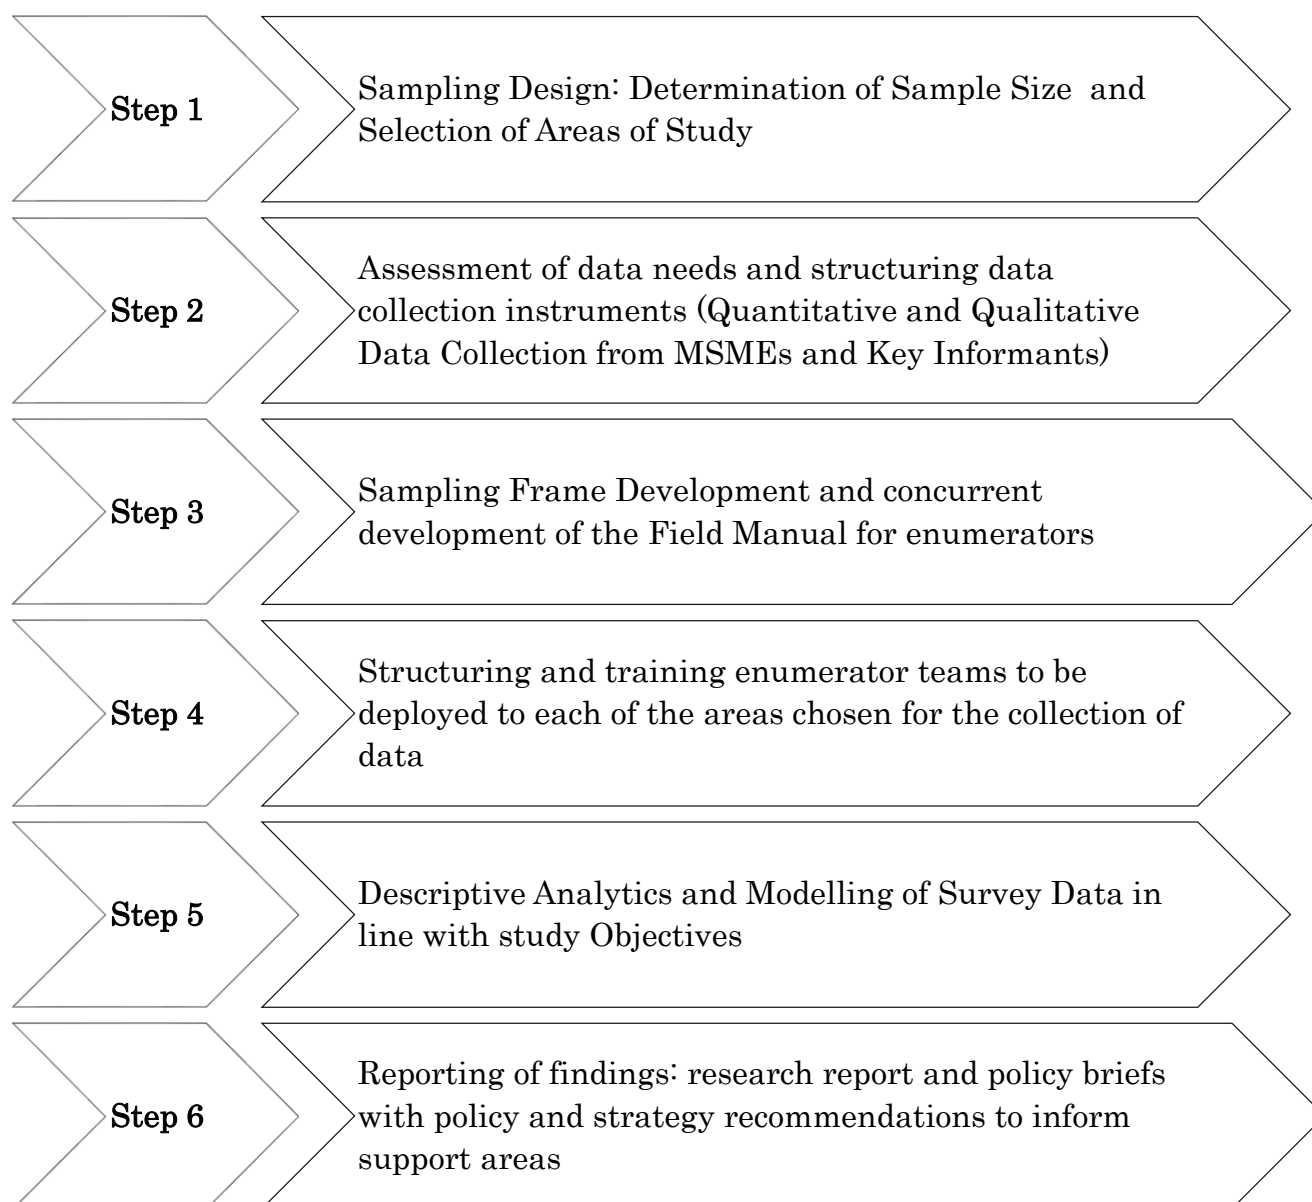 Step 1
Sampling Design: Determination of Sample Size  and
Selection of Areas of Study
Step 2
Assessment of data needs and structuring data
collection instruments (Quantitative and Qualitative
Data Collection from MSMEs and Key Informants)
Step 3
Sampling Frame Development and concurrent
development of the Field Manual for enumerators
Step 4
Structuring and training enumerator teams to be
deployed to each of the areas chosen for the collection of
data
Step 5
Descriptive Analytics and Modelling of Survey Data in
line with study Objectives
Step 6
Reporting of findings: research report and policy briefs
with policy and strategy recommendations to inform
support areas